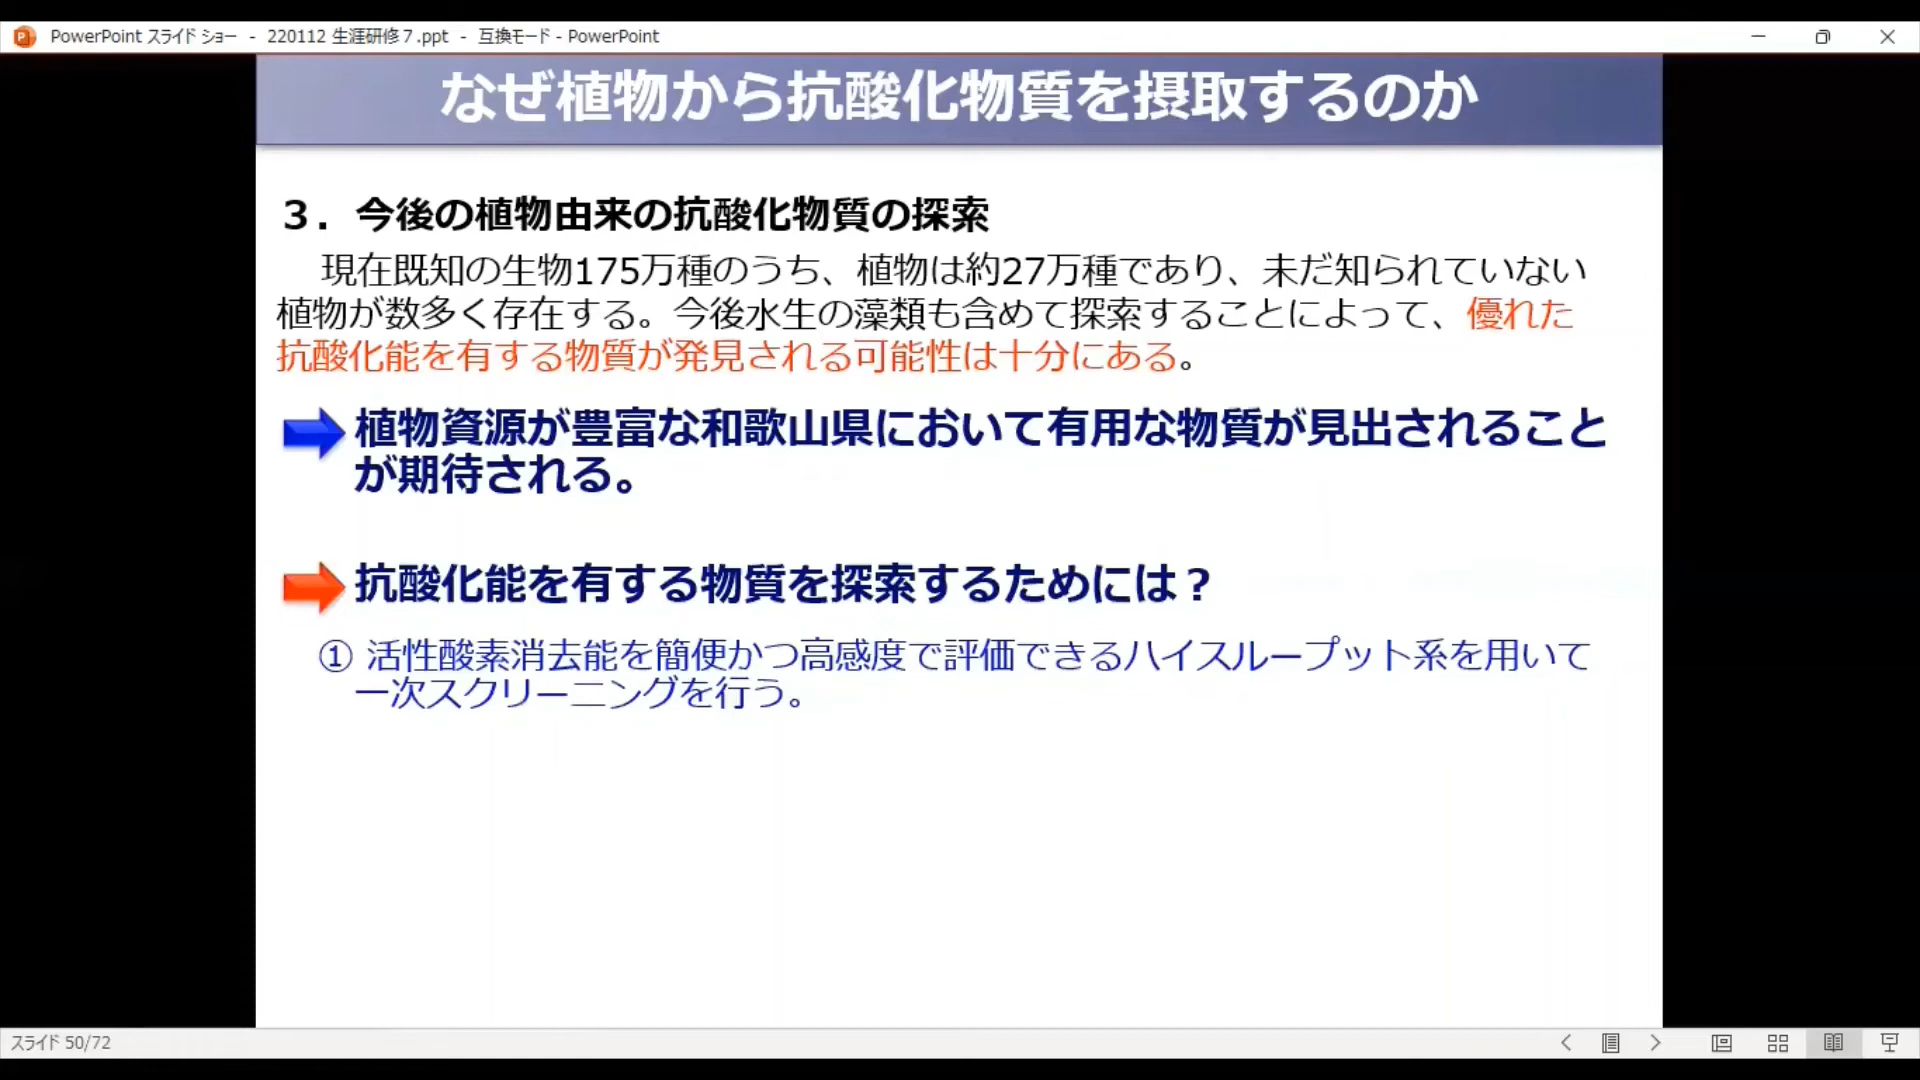 PowerPoint スライド ショー - 220112 生涯研修７.ppt - 互換モード - PowerPoint
なぜ植物から抗酸化物質を摂取するのか
３．今後の植物由来の抗酸化物質の探索
現在既知の生物175万種のうち、植物は約27万種であり、未だ知られていない
植物が数多く存在する。今後水生の藻類も含めて探索することによって、優れた
抗酸化能を有する物質が発見される可能性は十分にある。
植物資源が豊富な和歌山県において有用な物質が見出されること
が期待される。
抗酸化能を有する物質を探索するためには？
① 活性酸素消去能を簡便かつ高感度で評価できるハイスループット系を用いて
一次スクリーニングを行う。
スライド 50/72